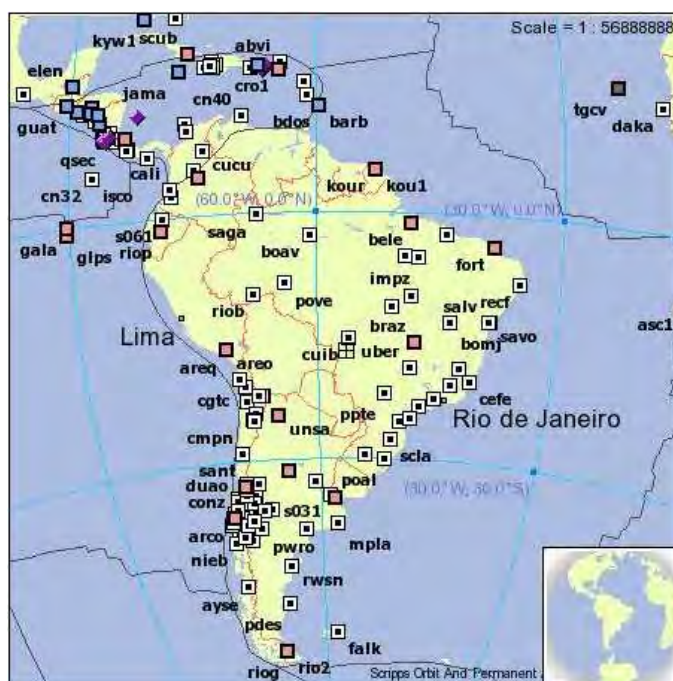 Scale = 1 : 56888888
kyw1 scub
abvi
elen
jama
cn40
cro1
tgcv
guat
bdos
barb
daka
qsec
cali
cucu
kour
kou1
cn32
isco
(60.0°W, 0.0°N)
(30.0°W, 0.0°N)
gala
glps
s061
riop
saga
boav
bele
fort
impz
riob
pove
salv
recf
Lima
braz
savo
asc1
cuib
uber
bomj
areq
areo
cgtc
ppte
cefe
unsa
Rio de Janeiro
cmpn
scla
sant
duao
poal
(30.0°W, 30.0°S)
conz
s031
arco
pwro
mpla
nieb
rwsn
ayse
pdes
falk
riog
rio2
Scripps Orbit And Permanent